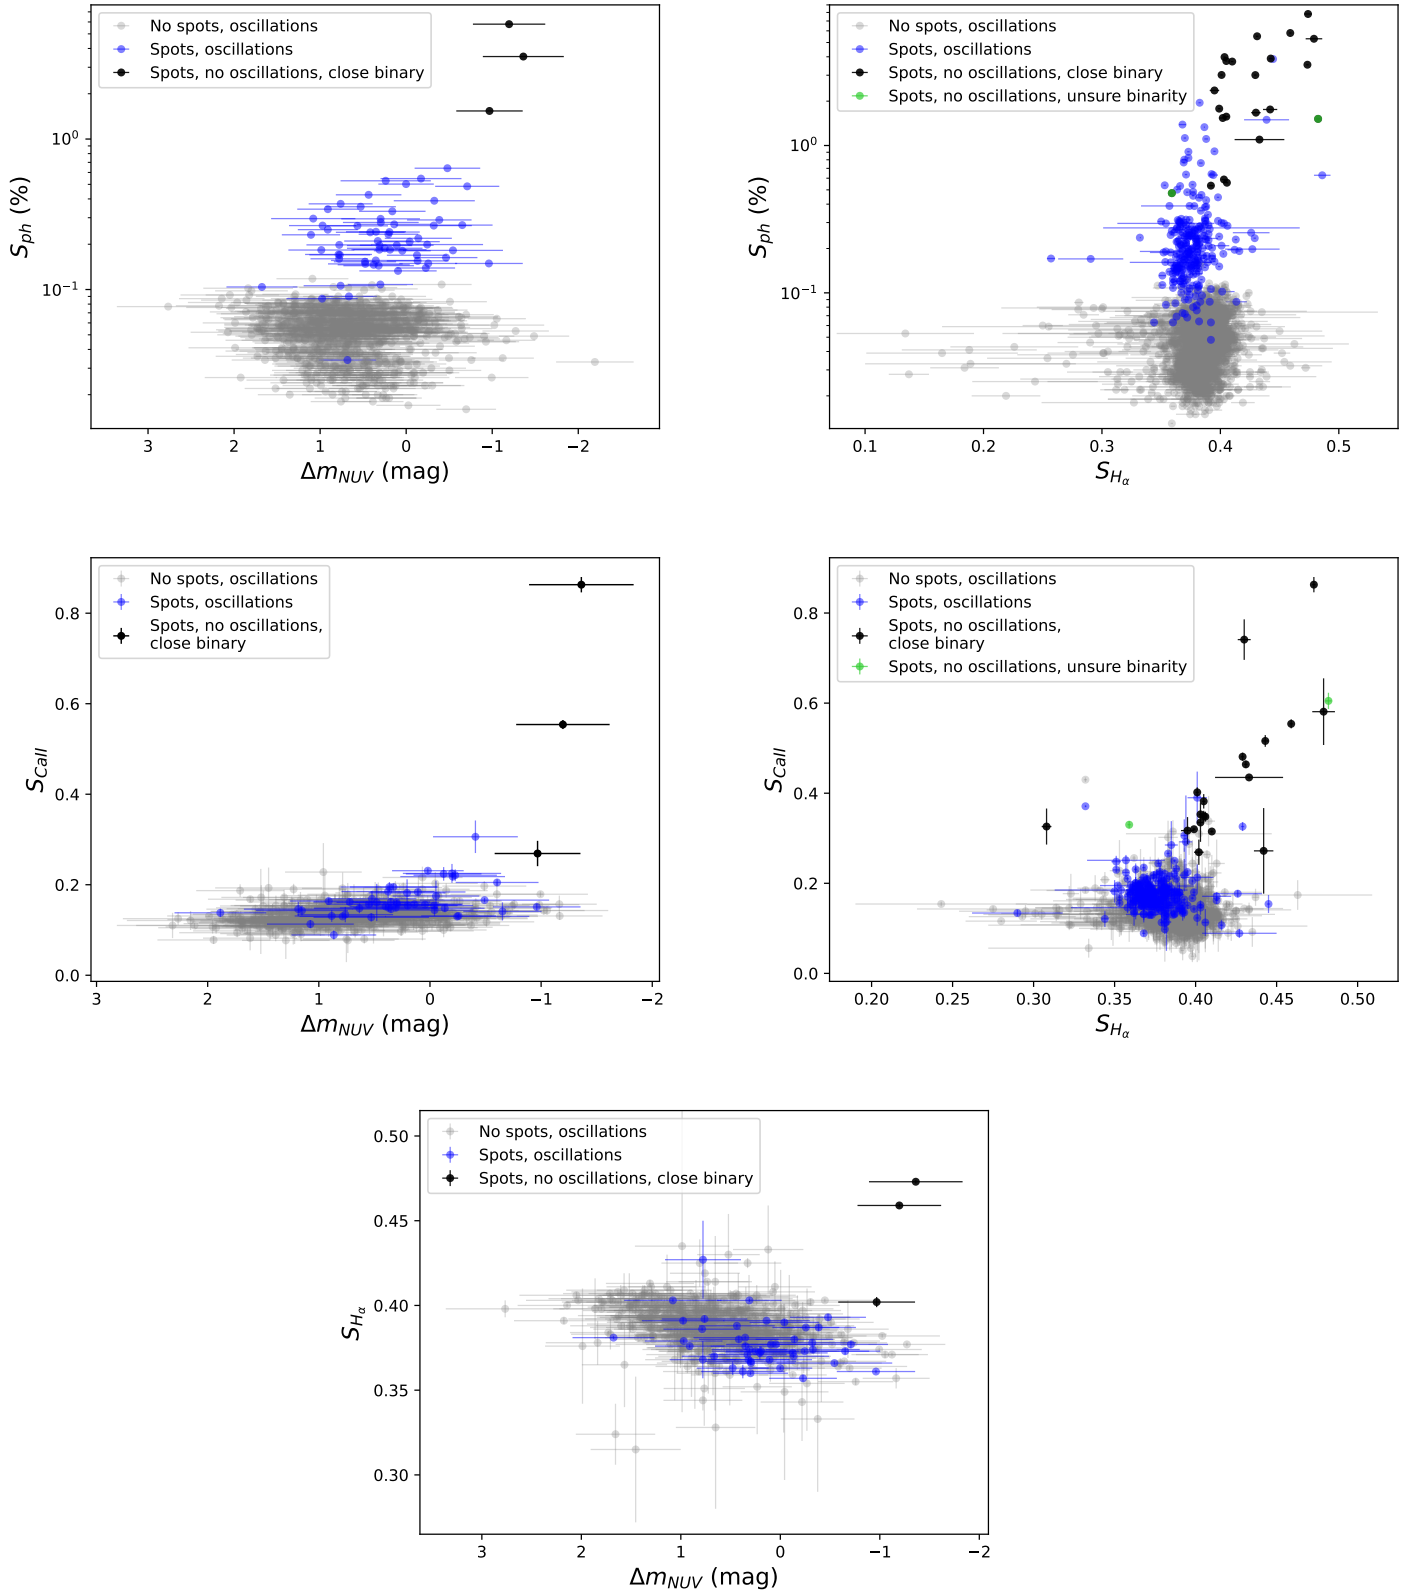 No spots, oscillations
Spots, oscillations
Spots, no oscillations, close binary
10⁰
10⁻¹
S_ph (%)
3 2 1 0 −1 −2
Δm_NUV (mag)
No spots, oscillations
Spots, oscillations
Spots, no oscillations, close binary
Spots, no oscillations, unsure binarity
10⁰
10⁻¹
S_ph (%)
0.1 0.2 0.3 0.4 0.5
S_Hα
No spots, oscillations
Spots, oscillations
Spots, no oscillations,
close binary
0.8
0.6
0.4
0.2
0.0
S_CaII
3 2 1 0 −1 −2
Δm_NUV (mag)
No spots, oscillations
Spots, oscillations
Spots, no oscillations,
close binary
Spots, no oscillations, unsure binarity
0.8
0.6
0.4
0.2
0.0
S_CaII
0.20 0.25 0.30 0.35 0.40 0.45 0.50
S_Hα
No spots, oscillations
Spots, oscillations
Spots, no oscillations, close binary
0.50
0.45
0.40
0.35
0.30
S_Hα
3 2 1 0 −1 −2
Δm_NUV (mag)